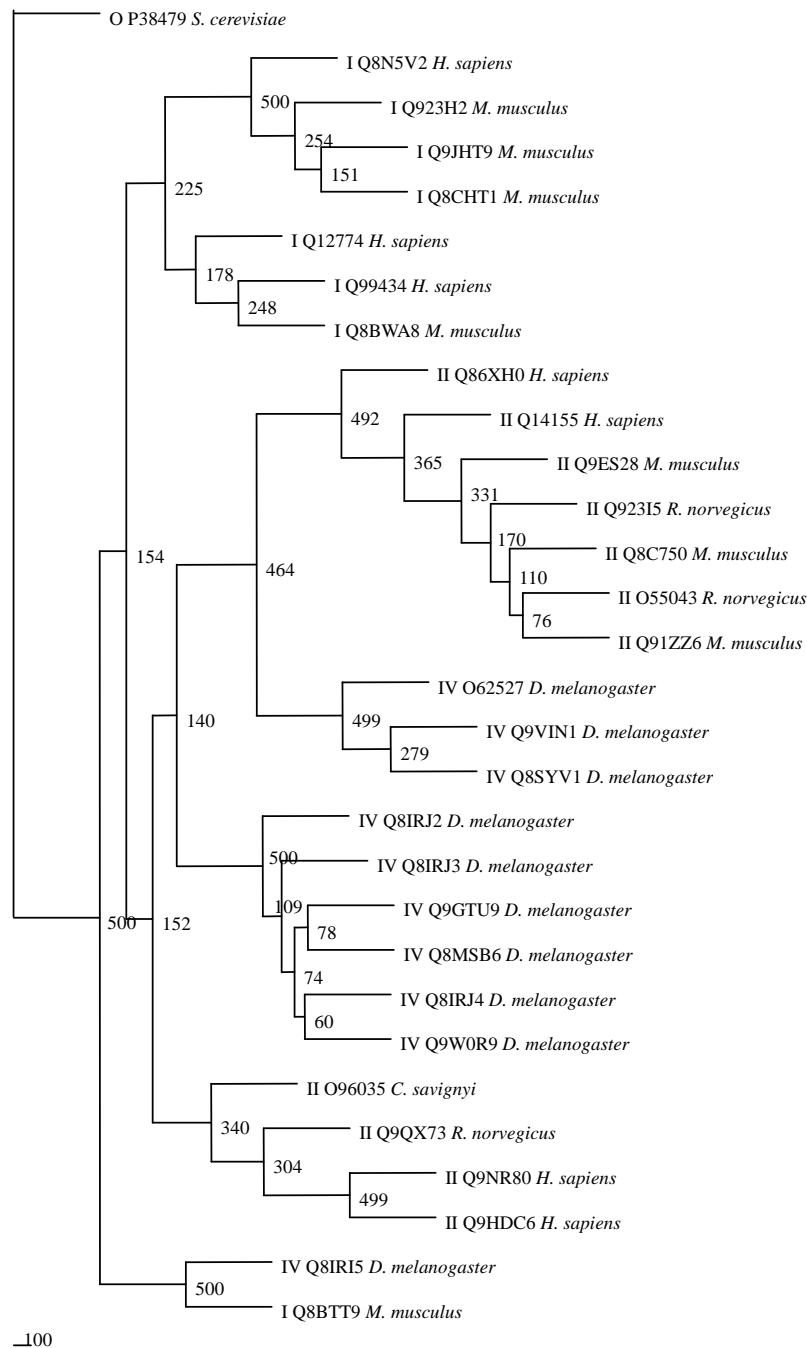 O P38479 S. cerevisiae
I Q8N5V2 H. sapiens
500
I Q923H2 M. musculus
254
I Q9JHT9 M. musculus
151
225
I Q8CHT1 M. musculus
I Q12774 H. sapiens
178
I Q99434 H. sapiens
248
I Q8BWA8 M. musculus
II Q86XH0 H. sapiens
492
II Q14155 H. sapiens
365
II Q9ES28 M. musculus
331
II Q923I5 R. norvegicus
170
154
II Q8C750 M. musculus
464
110
II O55043 R. norvegicus
76
II Q91ZZ6 M. musculus
IV O62527 D. melanogaster
499
140
IV Q9VIN1 D. melanogaster
279
IV Q8SYV1 D. melanogaster
IV Q8IRJ2 D. melanogaster
500
IV Q8IRJ3 D. melanogaster
109
IV Q9GTU9 D. melanogaster
500
152
78
IV Q8MSB6 D. melanogaster
74
IV Q8IRJ4 D. melanogaster
60
IV Q9W0R9 D. melanogaster
II O96035 C. savignyi
340
II Q9QX73 R. norvegicus
304
II Q9NR80 H. sapiens
499
II Q9HDC6 H. sapiens
IV Q8IRI5 D. melanogaster
500
I Q8BTT9 M. musculus
100